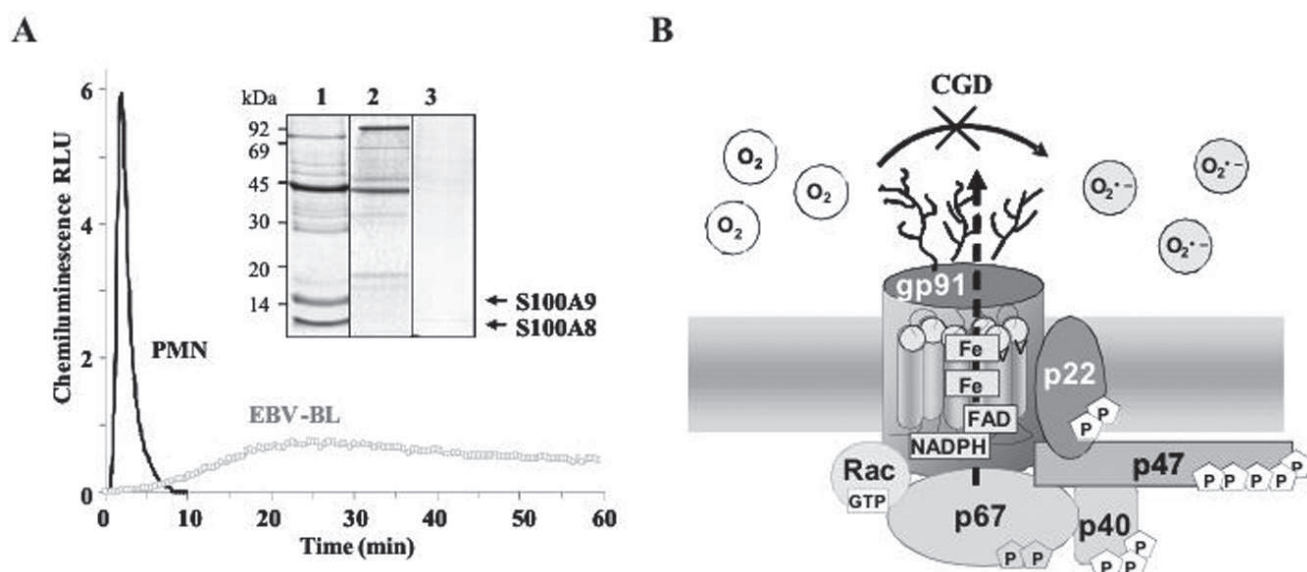 A
Chemiluminescence RLU
6
4
2
0
0 10 20 30 40 50 60
Time (min)
PMN
EBV-BL
kDa 1 2 3
92
69
45
30
20
14
S100A9
S100A8
B
CGD
O2
O2
O2
O2•−
O2•−
O2•−
gp91
Fe
Fe
FAD
NADPH
p22
P
P
Rac
GTP
p67
P P
p47
P P P P P
p40
P P P